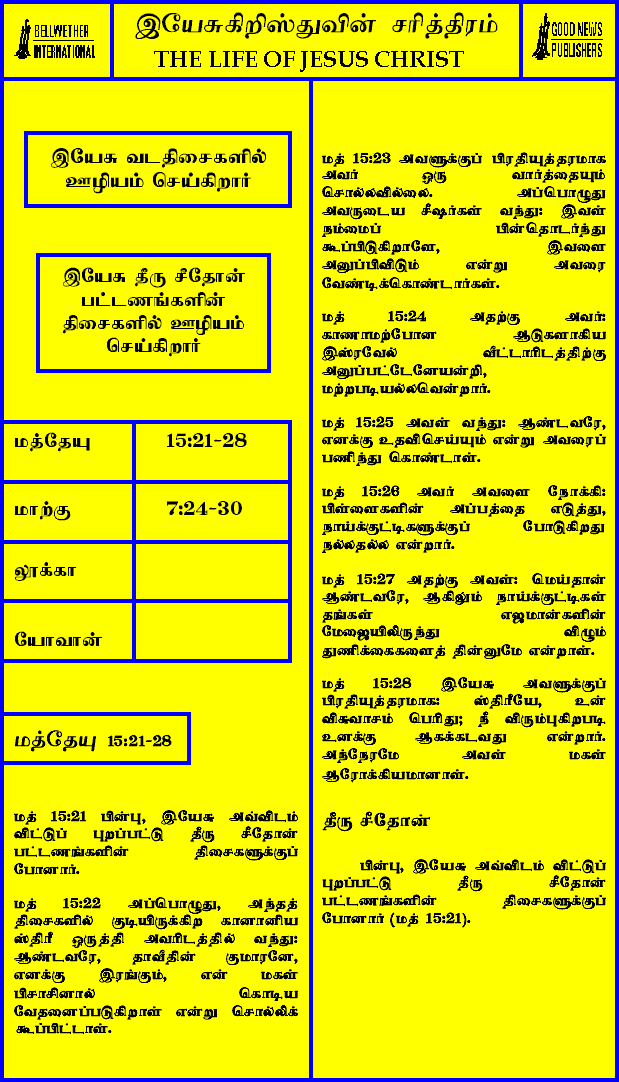 BELLWETHER
INTERNATIONAL
இயேசுகிறிஸ்துவின் சரித்திரம்
THE LIFE OF JESUS CHRIST
GOOD NEWS
PUBLISHERS
இயேசு வடதிசைகளில்
ஊழியம் செய்கிறார்
இயேசு தீரு சீதோன்
பட்டணங்களின்
திசைகளில் ஊழியம்
செய்கிறார்
மத்தேயு 15:21-28
மாற்கு 7:24-30
லூக்கா
யோவான்
மத்தேயு 15:21-28
மத் 15:21 பின்பு, இயேசு அவ்விடம்
விட்டுப் புறப்பட்டு தீரு சீதோன்
பட்டணங்களின் திசைகளுக்குப்
போனார்.
மத் 15:22 அப்பொழுது, அந்தத்
திசைகளில் குடியிருக்கிற கானானிய
ஸ்திரீ ஒருத்தி அவரிடத்தில் வந்து:
ஆண்டவரே, தாவீதின் குமாரனே,
எனக்கு இரங்கும், என் மகள்
பிசாசினால் கொடிய
வேதனைப்படுகிறாள் என்று சொல்லிக்
கூப்பிட்டாள்.
மத் 15:23 அவளுக்குப் பிரதியுத்தரமாக
அவர் ஒரு வார்த்தையும்
சொல்லவில்லை. அப்பொழுது
அவருடைய சீஷர்கள் வந்து: இவள்
நம்மைப் பின்தொடர்ந்து
கூப்பிடுகிறாளே, இவளை
அனுப்பிவிடும் என்று அவரை
வேண்டிக்கொண்டார்கள்.
மத் 15:24 அதற்கு அவர்:
காணாமற்போன ஆடுகளாகிய
இஸ்ரவேல் வீட்டாரிடத்திற்கு
அனுப்பட்டேனேயன்றி,
மற்றபடியல்லவென்றார்.
மத் 15:25 அவள் வந்து: ஆண்டவரே,
எனக்கு உதவிசெய்யும் என்று அவரைப்
பணிந்து கொண்டாள்.
மத் 15:26 அவர் அவளை நோக்கி:
பிள்ளைகளின் அப்பத்தை எடுத்து,
நாய்க்குட்டிகளுக்குப் போடுகிறது
நல்லதல்ல என்றார்.
மத் 15:27 அதற்கு அவள்: மெய்தான்
ஆண்டவரே, ஆகிலும் நாய்க்குட்டிகள்
தங்கள் எஜமான்களின்
மேஜையிலிருந்து விழும்
துணிக்கைகளைத் தின்னுமே என்றாள்.
மத் 15:28 இயேசு அவளுக்குப்
பிரதியுத்தரமாக: ஸ்திரீயே, உன்
விசுவாசம் பெரிது; நீ விரும்புகிறபடி
உனக்கு ஆகக்கடவது என்றார்.
அந்நேரமே அவள் மகள்
ஆரோக்கியமானாள்.
தீரு சீதோன்
பின்பு, இயேசு அவ்விடம் விட்டுப்
புறப்பட்டு தீரு சீதோன்
பட்டணங்களின் திசைகளுக்குப்
போனார் (மத் 15:21).